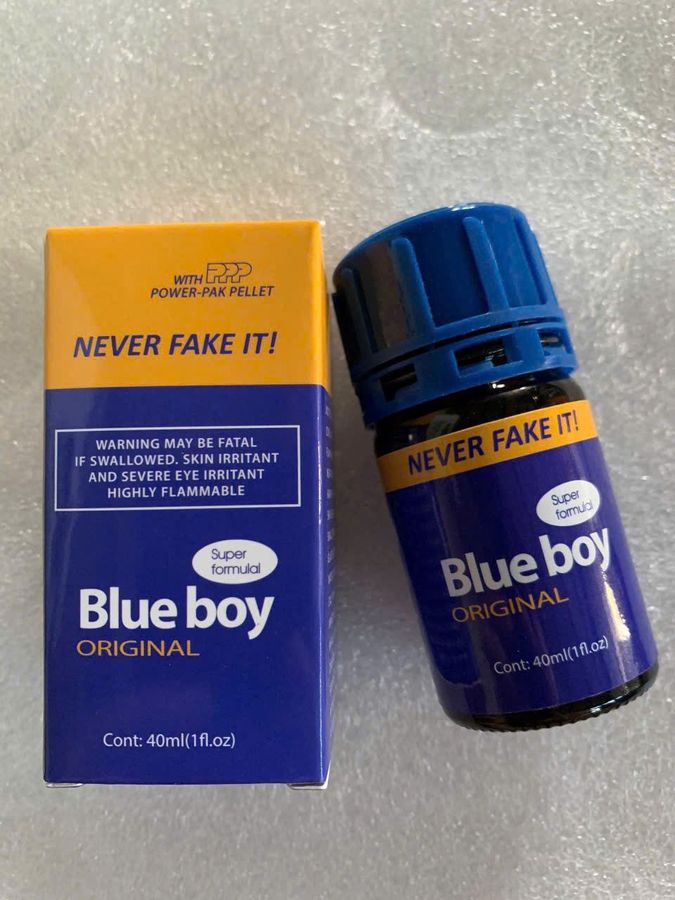 WITH PPP
POWER-PAK PELLET
NEVER FAKE IT!
WARNING MAY BE FATAL
IF SWALLOWED. SKIN IRRITANT
AND SEVERE EYE IRRITANT
HIGHLY FLAMMABLE
Super
formulal
Blue boy
ORIGINAL
Cont: 40ml(1fl.oz)
NEVER FAKE IT!
Super
formulal
Blue boy
ORIGINAL
Cont: 40ml(1fl.oz)